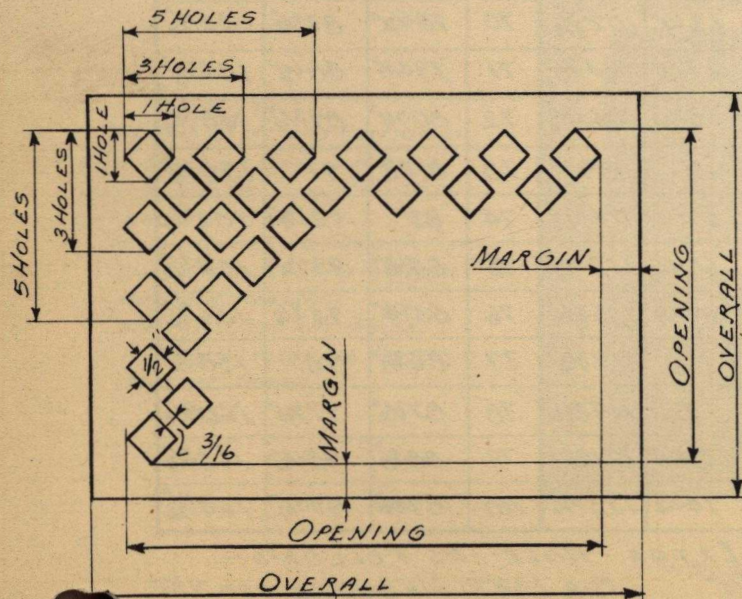 5 HOLES
3 HOLES
1 HOLE
1 HOLE
3 HOLES
5 HOLES
MARGIN
OPENING
OVERALL
1/2"
MARGIN
3/16
OPENING
OVERALL